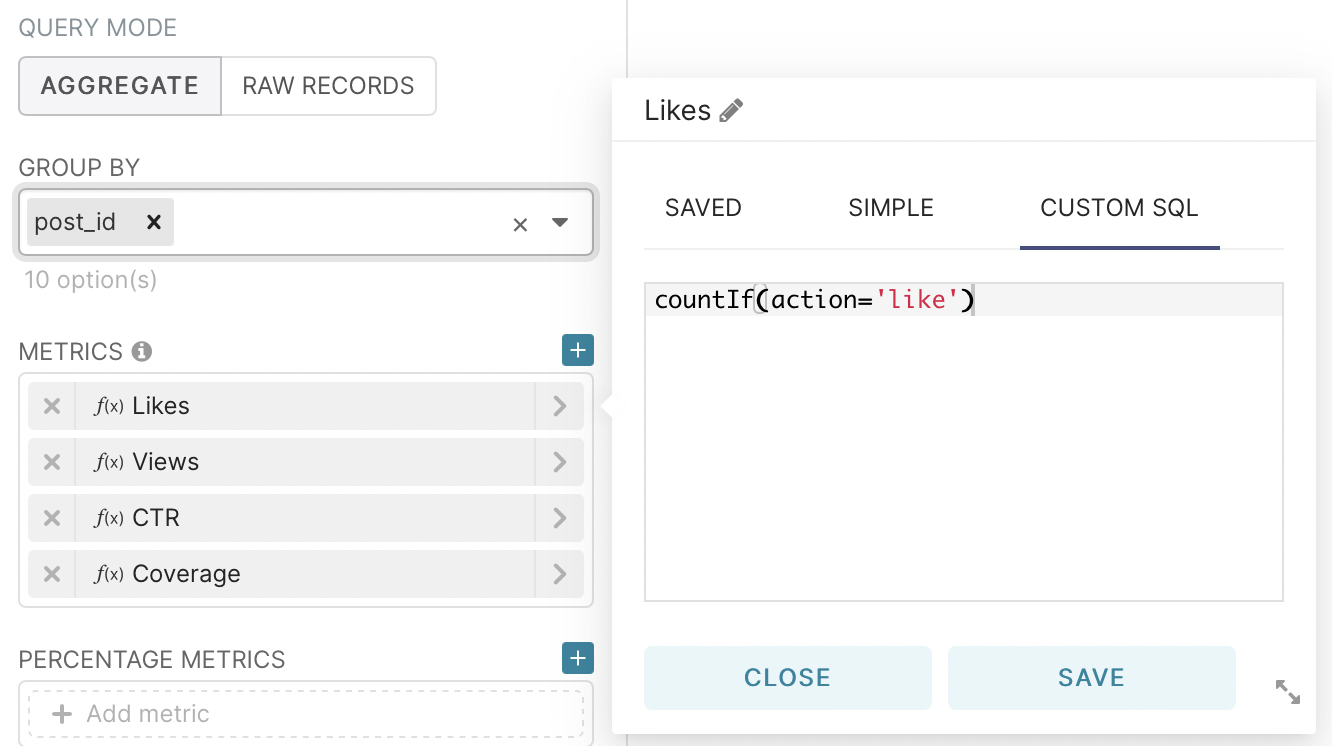 QUERY MODE
AGGREGATE RAW RECORDS
GROUP BY
post_id
10 option(s)
METRICS
f(x) Likes
f(x) Views
f(x) CTR
f(x) Coverage
PERCENTAGE METRICS
Add metric
Likes
SAVED SIMPLE CUSTOM SQL
countIf(action='like')
CLOSE SAVE